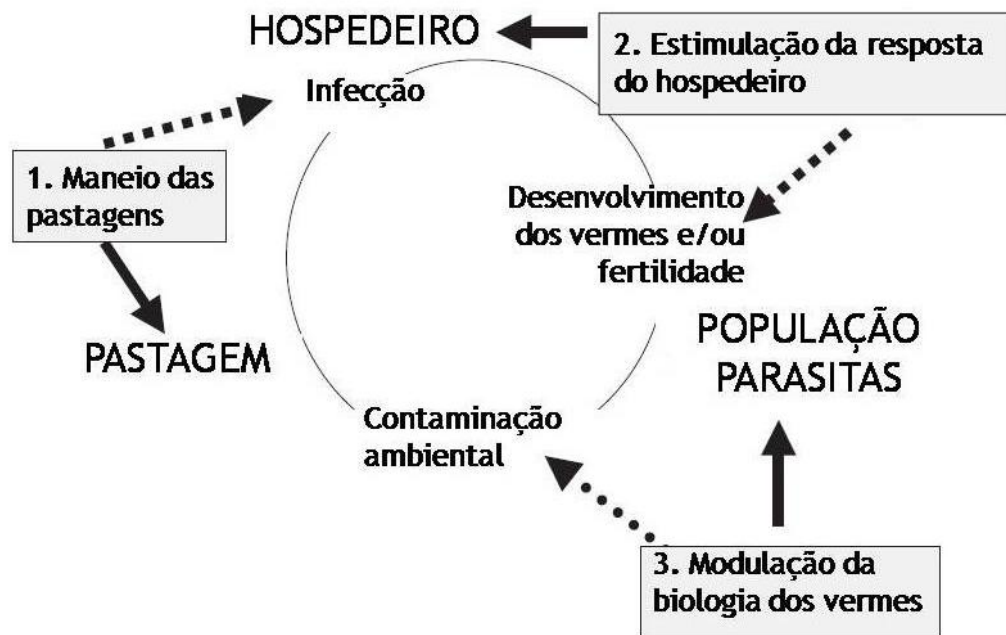 HOSPEDEIRO
2. Estimulação da resposta
do hospedeiro
Infecção
1. Maneio das
pastagens
Desenvolvimento
dos vermes e/ou
fertilidade
PASTAGEM
POPULAÇÃO
PARASITAS
Contaminação
ambiental
3. Modulação da
biologia dos vermes